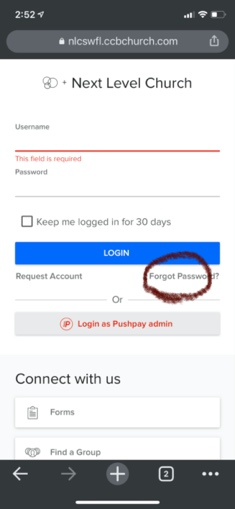 2:52
nlcswfl.ccbchurch.com
+ Next Level Church
Username
This field is required
Password
Keep me logged in for 30 days
LOGIN
Request Account
Forgot Password?
Or
Login as Pushpay admin
Connect with us
Forms
Find a Group
2